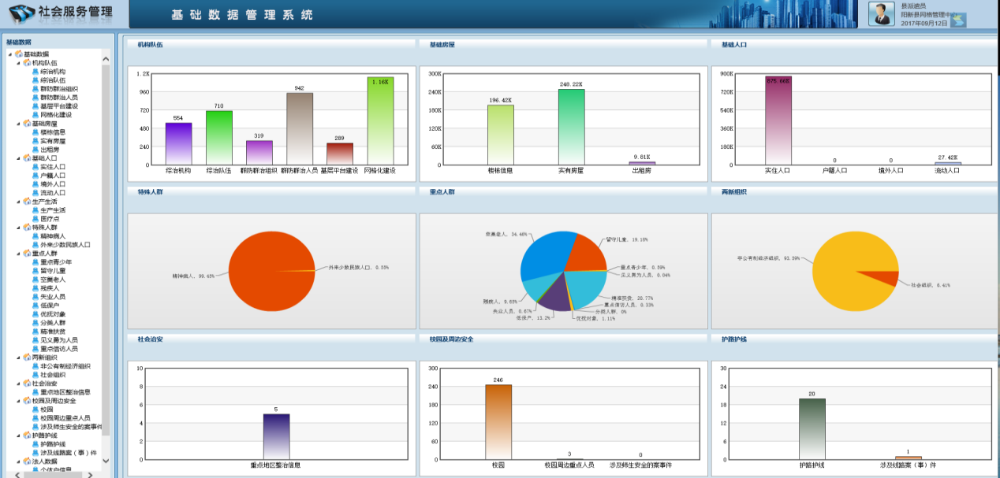 社会服务管理
基础数据管理系统
县派遣员
阳新县网格管理中心
2017年09月12日
基础数据
基础数据
机构队伍
综治机构
综治队伍
群防群治组织
群防群治人员
基层平台建设
网格化建设
基础房屋
楼栋信息
实有房屋
出租房
基础人口
实住人口
户籍人口
境外人口
流动人口
生产生活
生产生活
医疗点
特殊人群
精神病人
外来少数民族人口
重点人群
重点青少年
留守儿童
空巢老人
残疾人
失业人员
低保户
优抚对象
分类人群
精准扶贫
见义勇为人员
重点信访人员
两新组织
非公有制经济组织
社会组织
社会治安
重点地区整治信息
校园及周边安全
校园
校园周边重点人员
涉及师生安全的案事件
护路护线
护路护线
涉及线路案（事）件
法人数据
个体户信息
机构队伍
1.2K
960
720
480
240
0
554
710
319
942
289
1.16K
综治机构 综治队伍 群防群治组织 群防群治人员 基层平台建设 网格化建设
基础房屋
300K
240K
180K
120K
60K
0
196.42K
248.22K
9.81K
楼栋信息 实有房屋 出租房
基础人口
900K
720K
540K
360K
180K
0
875.66K
0
0
27.42K
实住人口 户籍人口 境外人口 流动人口
特殊人群
精神病人, 99.45%
外来少数民族人口, 0.55%
重点人群
空巢老人, 34.46%
留守儿童, 19.18%
重点青少年, 0.59%
见义勇为人员, 0.04%
精准扶贫, 20.77%
重点信访人员, 0.33%
分类人群, 0%
优抚对象, 1.11%
低保户, 13.2%
失业人员, 0.67%
残疾人, 9.65%
两新组织
非公有制经济组织, 93.59%
社会组织, 6.41%
社会治安
10
8
6
4
2
0
5
重点地区整治信息
校园及周边安全
300
240
180
120
60
0
246
3
0
校园 校园周边重点人员 涉及师生安全的案事件
护路护线
30
24
18
12
6
0
20
1
护路护线 涉及线路案（事）件